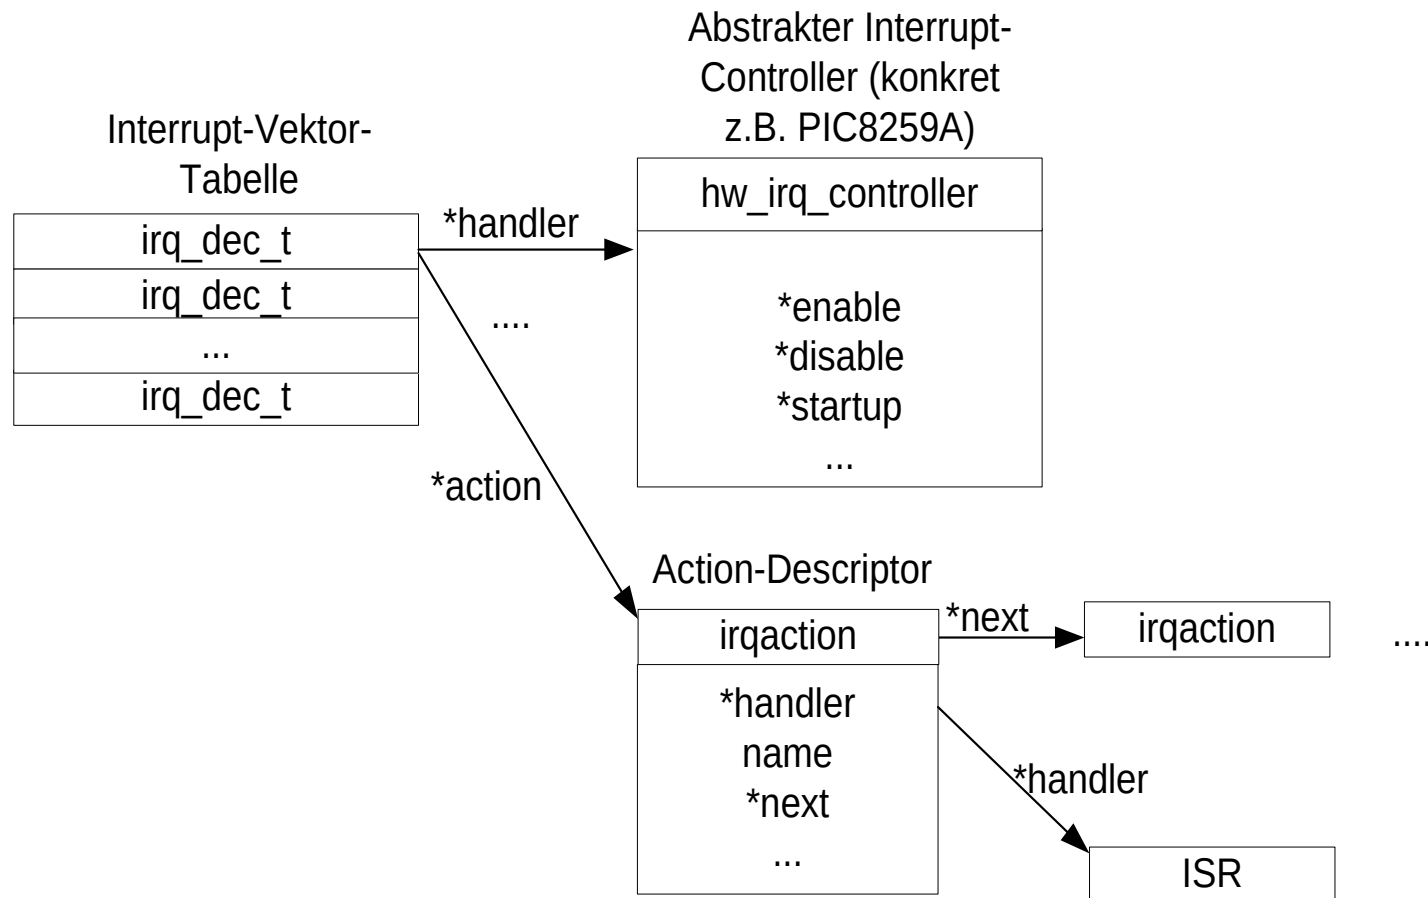 Abstrakter Interrupt-
Controller (konkret
z.B. PIC8259A)
Interrupt-Vektor-
Tabelle
hw_irq_controller
*handler
irq_dec_t
irq_dec_t
...
irq_dec_t
....
*enable
*disable
*startup
...
*action
Action-Descriptor
irqaction
*next
irqaction
....
*handler
name
*next
...
*handler
ISR